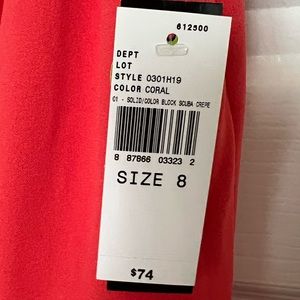 612500
DEPT
LOT
STYLE 0301H19
COLOR CORAL
01 - SOLID/COLOR BLOCK SCUBA CREPE
8 87866 03323 2
SIZE 8
$74